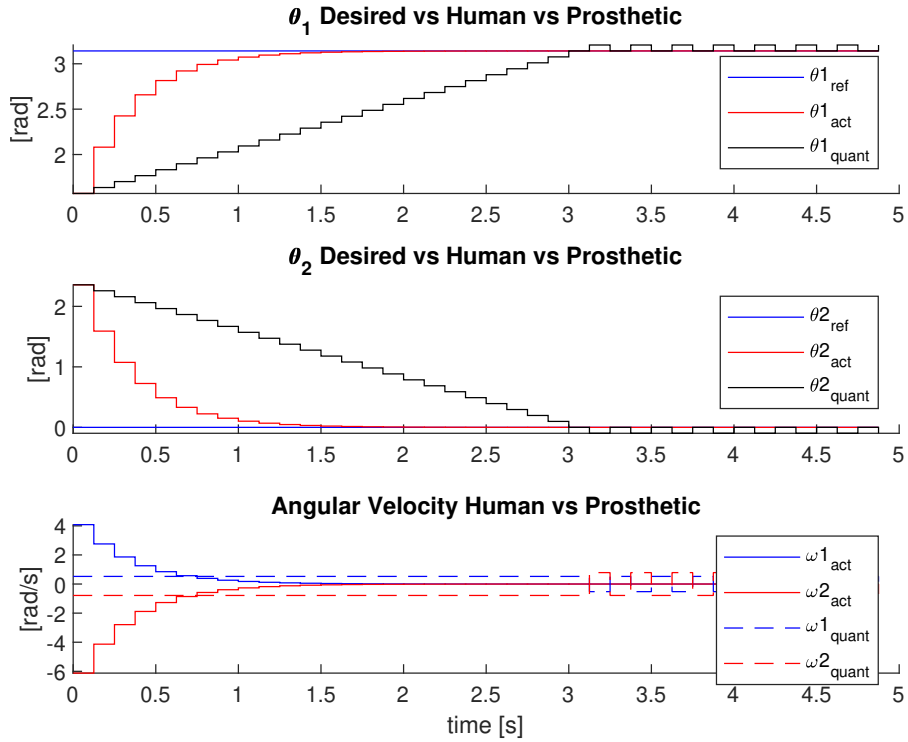 θ₁ Desired vs Human vs Prosthetic
[rad]
3
2.5
2
θ1ref
θ1act
θ1quant
0 0.5 1 1.5 2 2.5 3 3.5 4 4.5 5
θ₂ Desired vs Human vs Prosthetic
[rad]
2
1
0
θ2ref
θ2act
θ2quant
0 0.5 1 1.5 2 2.5 3 3.5 4 4.5 5
Angular Velocity Human vs Prosthetic
[rad/s]
4
2
0
-2
-4
-6
ω1act
ω2act
ω1quant
ω2quant
0 0.5 1 1.5 2 2.5 3 3.5 4 4.5 5
time [s]